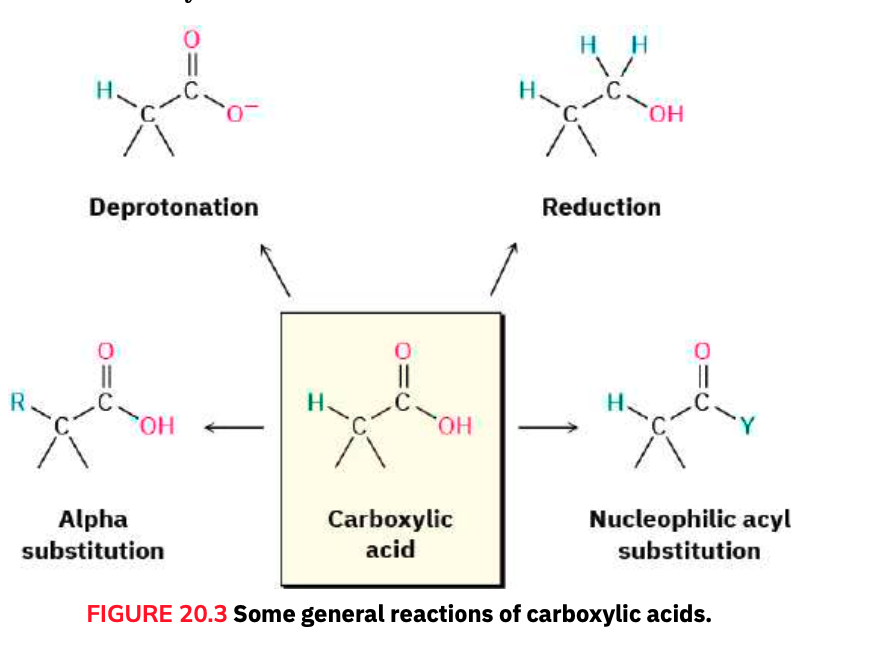 O
H C O−
C
Deprotonation
H H
H C OH
C
Reduction
O
R C OH
C
Alpha
substitution
O
H C OH
C
Carboxylic
acid
O
H C Y
C
Nucleophilic acyl
substitution
FIGURE 20.3 Some general reactions of carboxylic acids.